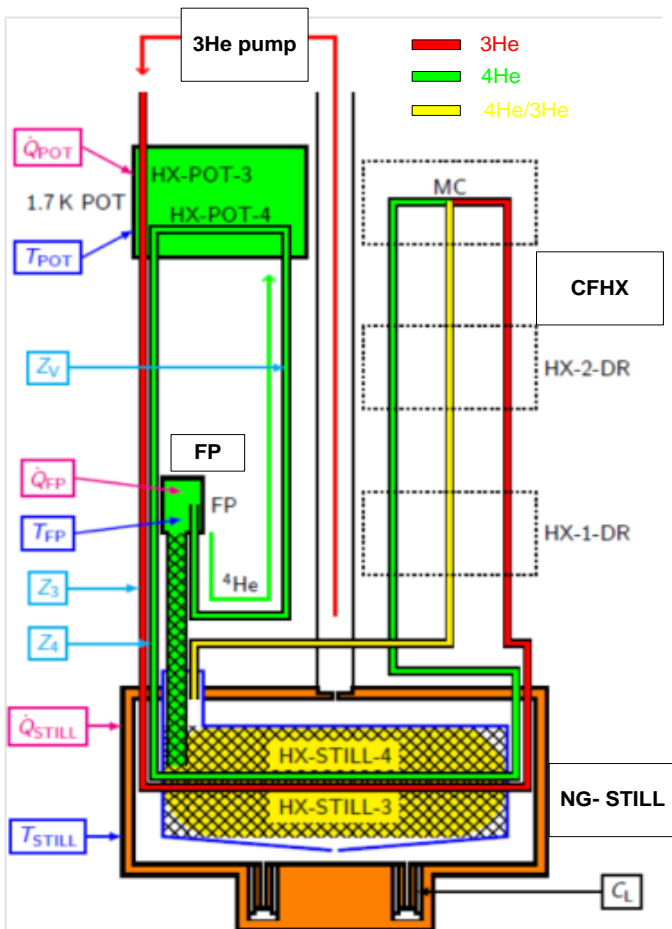 3He pump
3He
4He
4He/3He
Q̇POT
HX-POT-3
MC
1.7 K POT
HX-POT-4
TPOT
CFHX
ZV
HX-2-DR
FP
Q̇FP
FP
TFP
HX-1-DR
⁴He
Z3
Z4
Q̇STILL
HX-STILL-4
NG- STILL
HX-STILL-3
TSTILL
CL